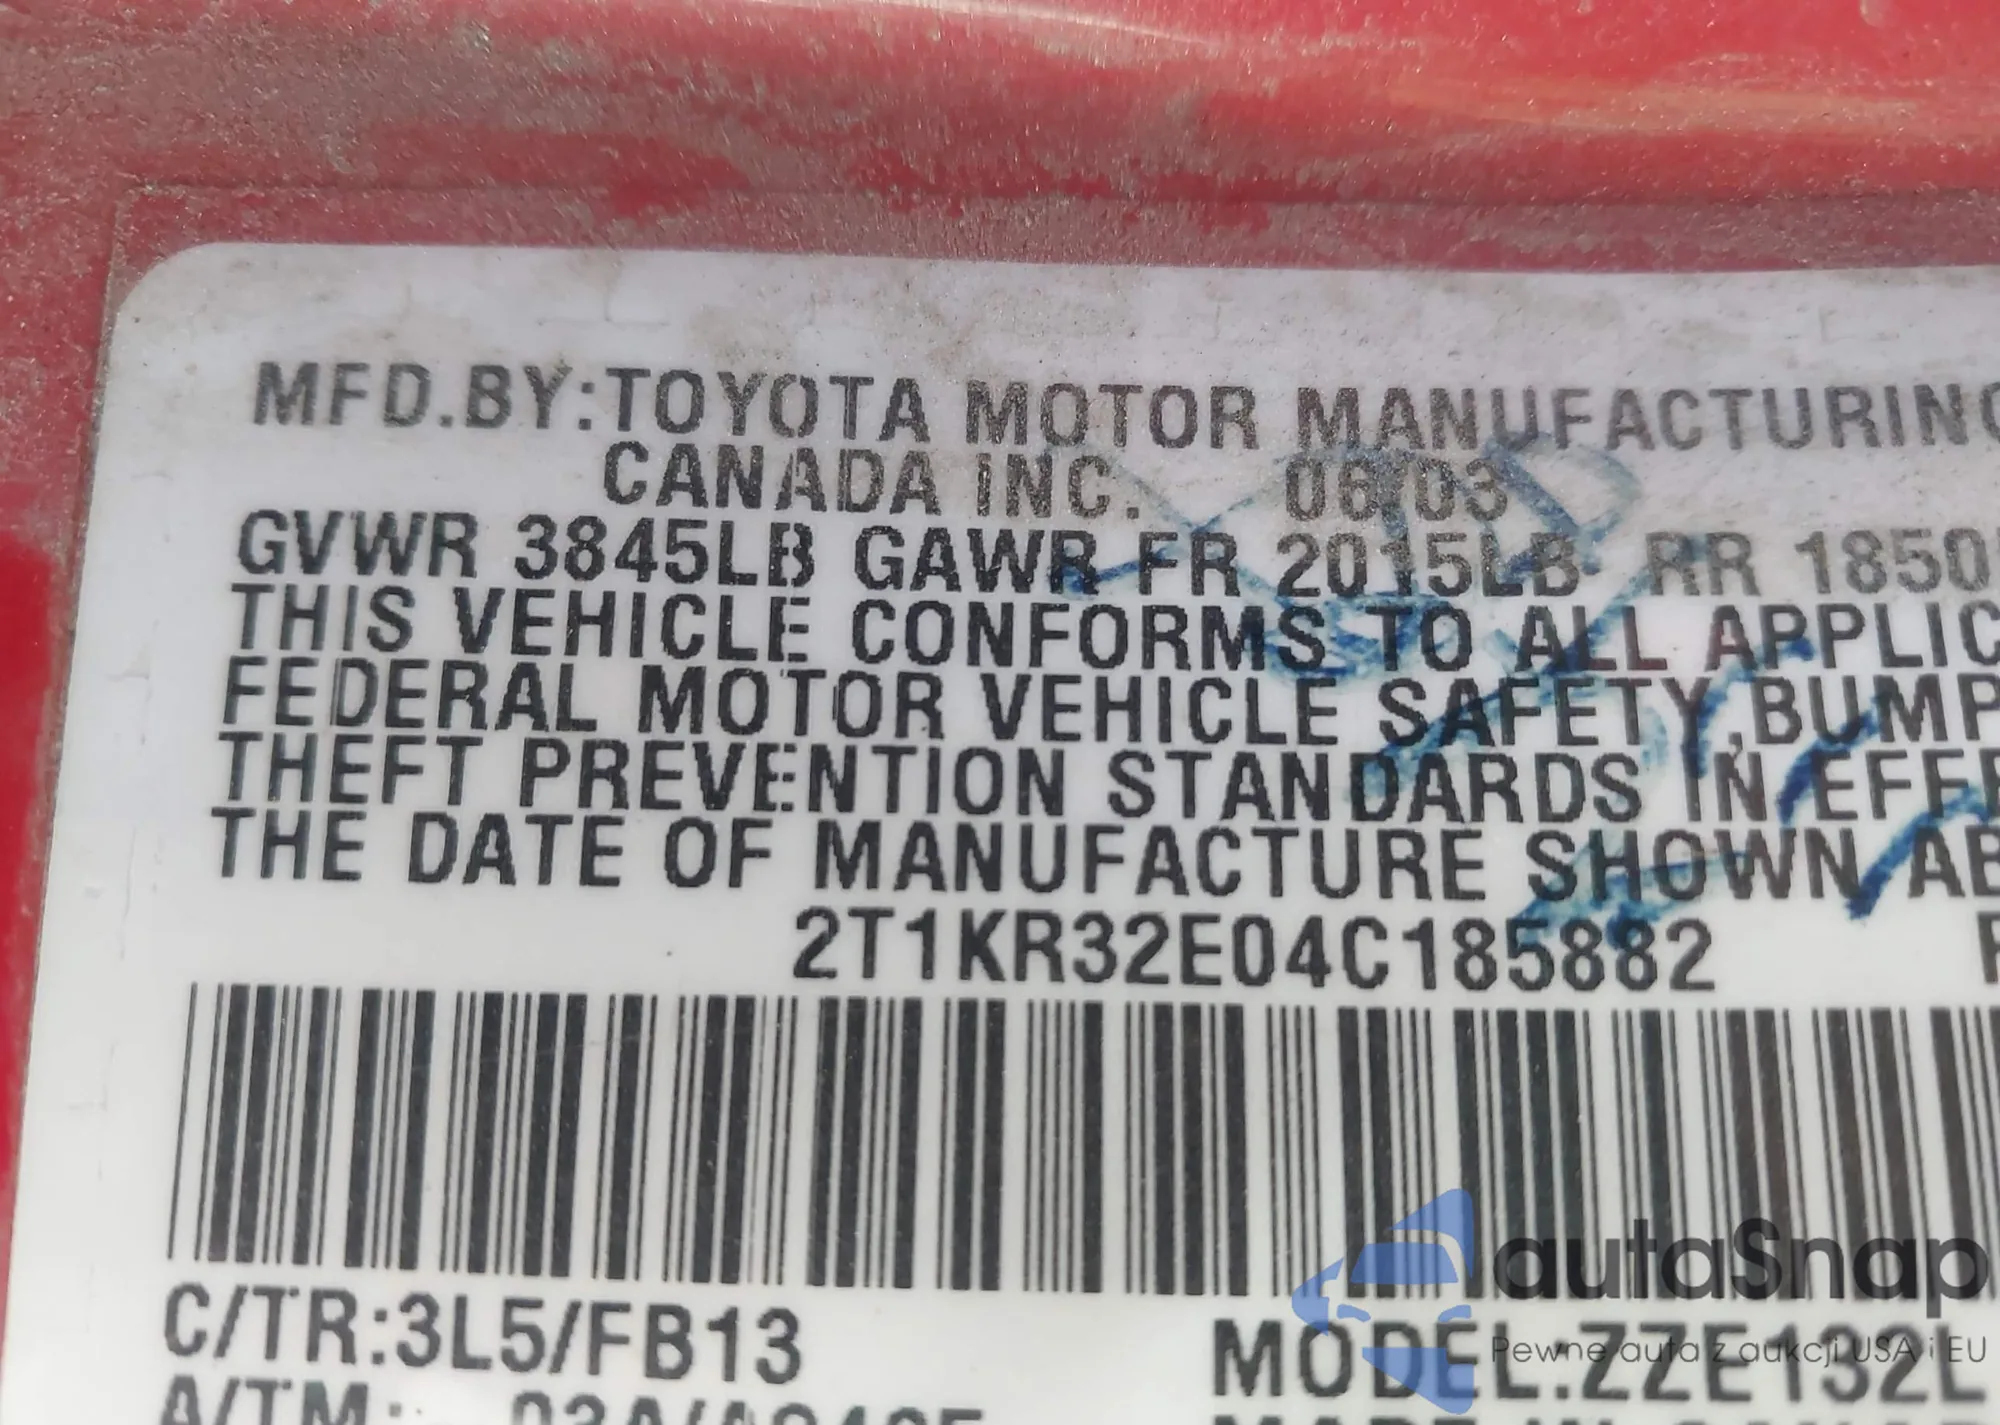 MFD.BY:TOYOTA MOTOR MANUFACTURING
CANADA INC. 06/03
GVWR 3845LB GAWR FR 2015LB RR 1850
THIS VEHICLE CONFORMS TO ALL APPLIC
FEDERAL MOTOR VEHICLE SAFETY,BUMP
THEFT PREVENTION STANDARDS IN EFFE
THE DATE OF MANUFACTURE SHOWN AB
2T1KR32E04C185882
C/TR:3L5/FB13
MODEL:ZZE132L
A/TM:
autaSnap
Pewne auta z aukcji USA i EU